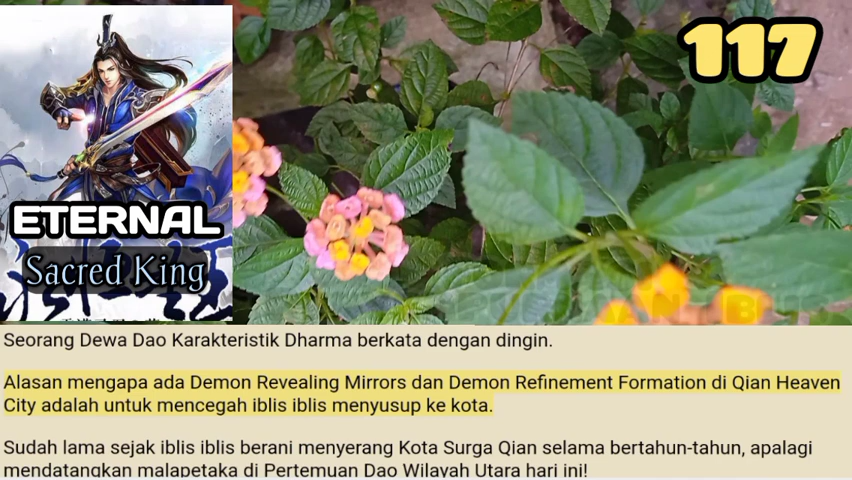 117
ETERNAL
Sacred King
Seorang Dewa Dao Karakteristik Dharma berkata dengan dingin.
Alasan mengapa ada Demon Revealing Mirrors dan Demon Refinement Formation di Qian Heaven
City adalah untuk mencegah iblis iblis menyusup ke kota.
Sudah lama sejak iblis iblis berani menyerang Kota Surga Qian selama bertahun-tahun, apalagi
mendatangkan malapetaka di Pertemuan Dao Wilayah Utara hari ini!